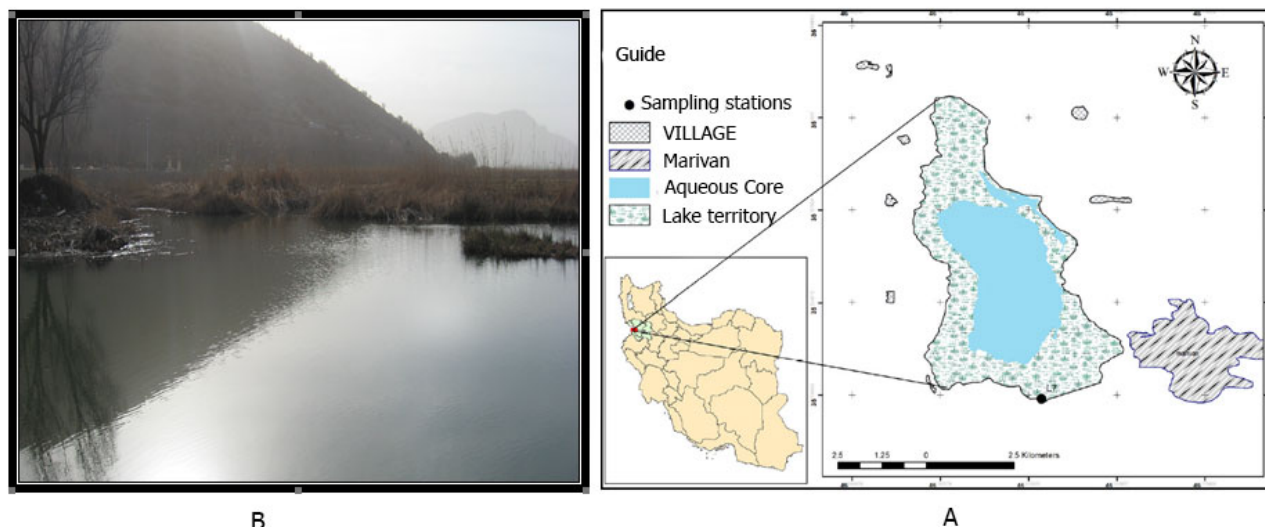 Guide
Sampling stations
VILLAGE
Marivan
Aqueous Core
Lake territory
N
W E
S
2.5 1.25 0 2.5 Kilometers
B
A